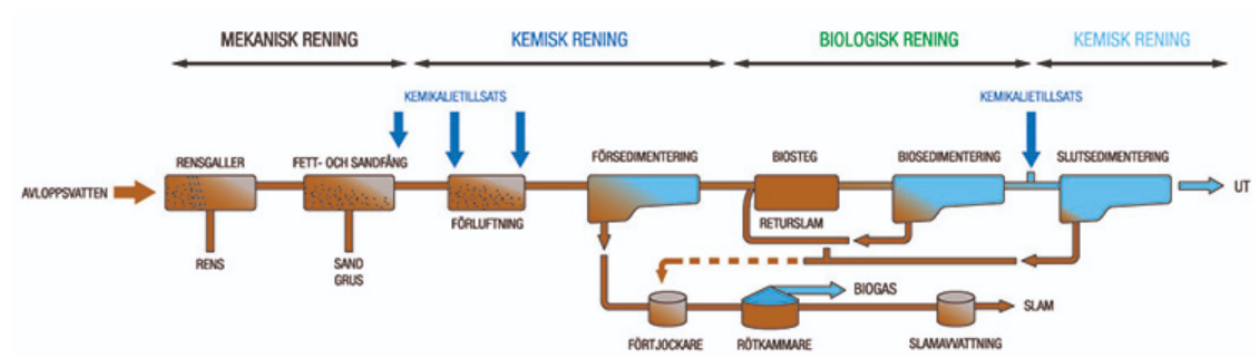 MEKANISK RENING
KEMISK RENING
BIOLOGISK RENING
KEMISK RENING
KEMIKALIETILLSATS
KEMIKALIETILLSATS
RENSGALLER
FETT- OCH SANDFÅNG
FÖRSEDIMENTERING
BIOSTEG
BIOSEDIMENTERING
SLUTSEDIMENTERING
AVLOPPSVATTEN
UT
FÖRLUFTNING
RETURSLAM
RENS
SAND
GRUS
BIOGAS
SLAM
FÖRTJOCKARE
RÖTKAMMARE
SLAMAVVATTNING